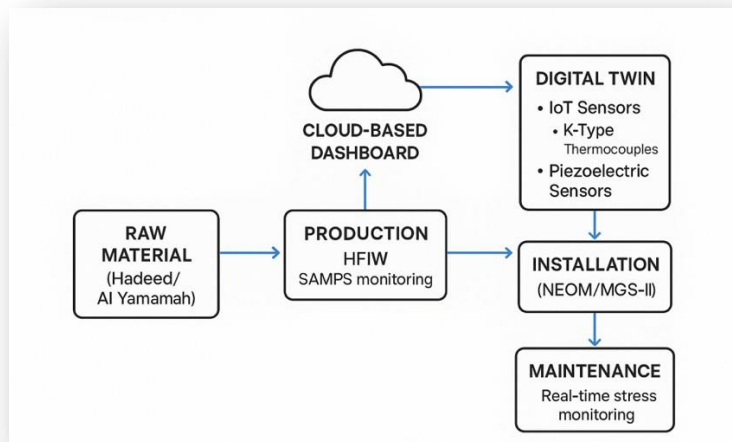 CLOUD-BASED
DASHBOARD
DIGITAL TWIN
• IoT Sensors
• K-Type
Thermocouples
• Piezoelectric
Sensors
RAW
MATERIAL
(Hadeed/
Al Yamamah)
PRODUCTION
HFIW
SAMPS monitoring
INSTALLATION
(NEOM/MGS-II)
MAINTENANCE
Real-time stress
monitoring